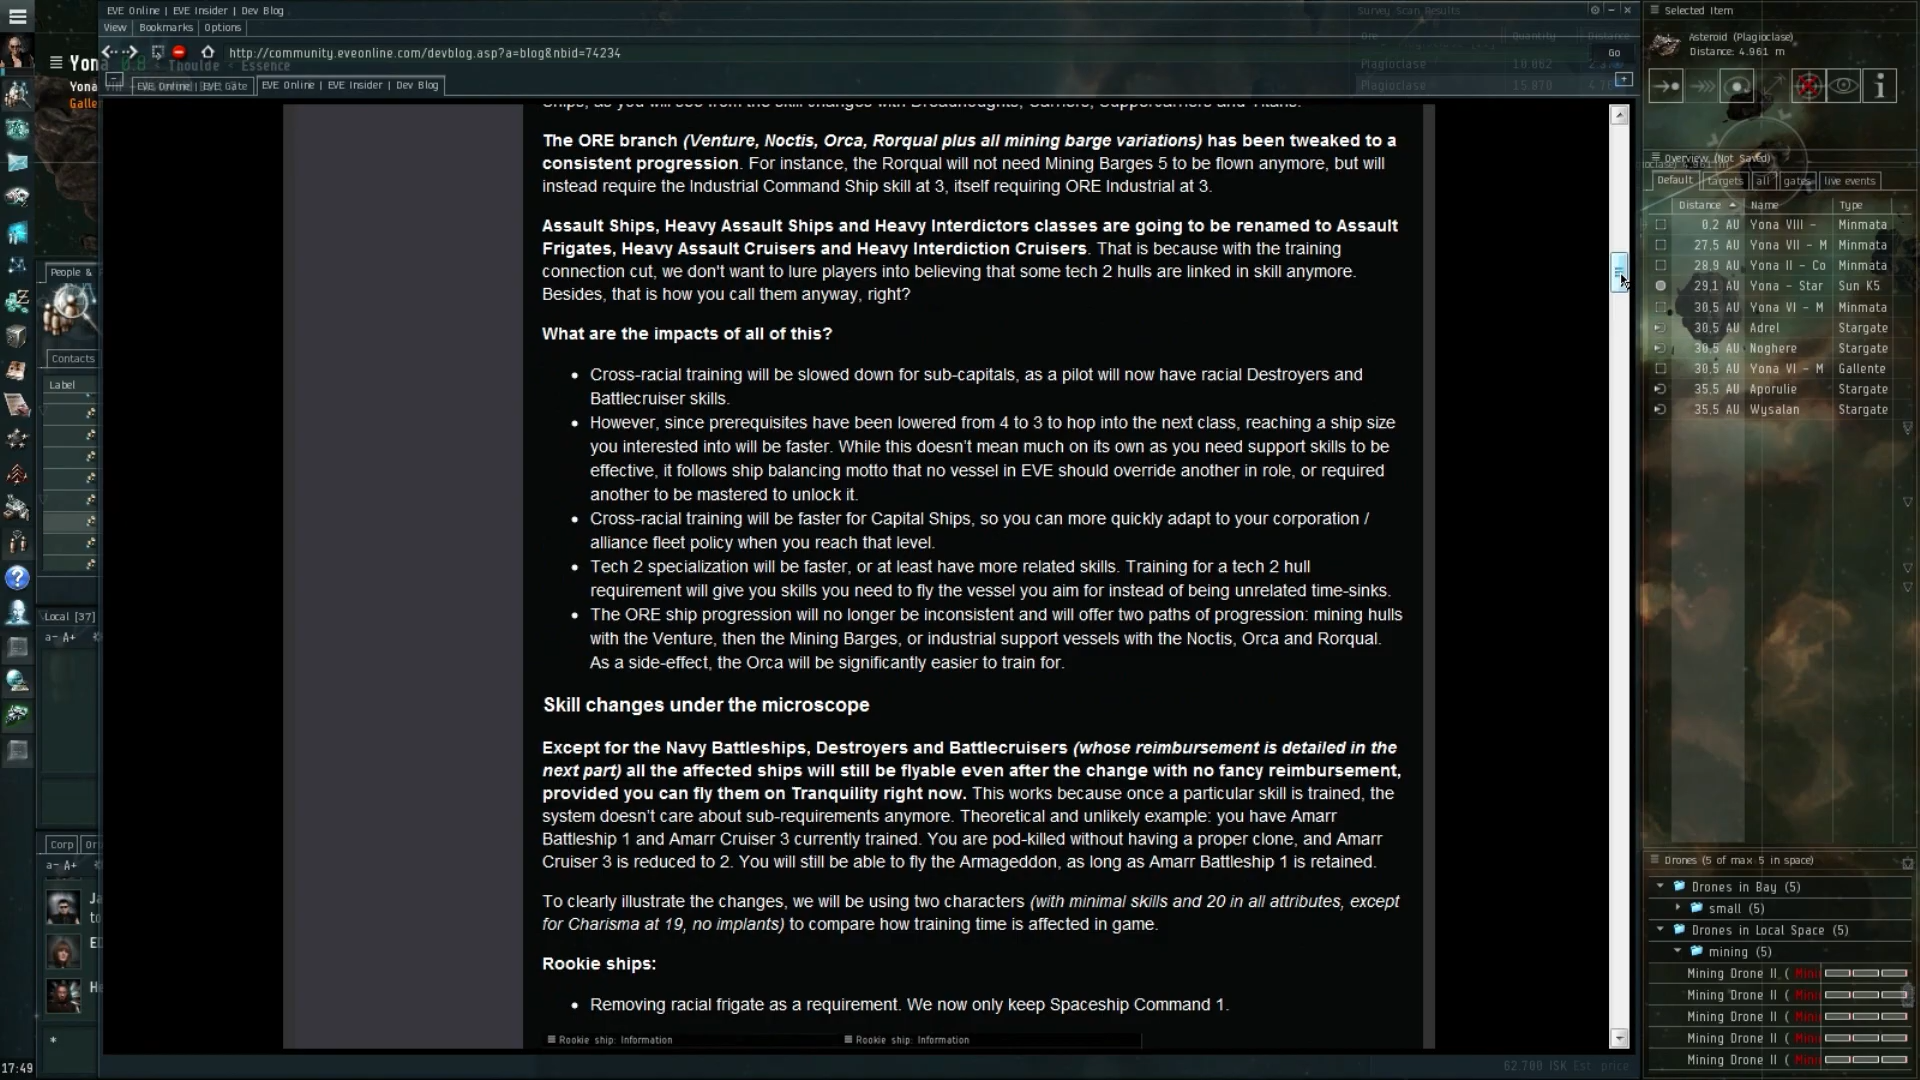 EVE Online | EVE Insider | Dev Blog
View Bookmarks Options
http://community.eveonline.com/devblog.asp?a=blog&nbid=74234
Go
EVE Online | EVE Gate
EVE Online | EVE Insider | Dev Blog
Survey Scan Results
Ore Quantity Distance
Plagioclase 10.062
Plagioclase 15.870
Thoulde < Essence
Yona
Yona
Galle
People &
Contacts
Label
Local [37]
a- A+
Corp
a- A+
17:49
The ORE branch (Venture, Noctis, Orca, Rorqual plus all mining barge variations) has been tweaked to a
consistent progression. For instance, the Rorqual will not need Mining Barges 5 to be flown anymore, but will
instead require the Industrial Command Ship skill at 3, itself requiring ORE Industrial at 3.
Assault Ships, Heavy Assault Ships and Heavy Interdictors classes are going to be renamed to Assault
Frigates, Heavy Assault Cruisers and Heavy Interdiction Cruisers. That is because with the training
connection cut, we don't want to lure players into believing that some tech 2 hulls are linked in skill anymore.
Besides, that is how you call them anyway, right?
What are the impacts of all of this?
• Cross-racial training will be slowed down for sub-capitals, as a pilot will now have racial Destroyers and
Battlecruiser skills.
• However, since prerequisites have been lowered from 4 to 3 to hop into the next class, reaching a ship size
you interested into will be faster. While this doesn't mean much on its own as you need support skills to be
effective, it follows ship balancing motto that no vessel in EVE should override another in role, or required
another to be mastered to unlock it.
• Cross-racial training will be faster for Capital Ships, so you can more quickly adapt to your corporation /
alliance fleet policy when you reach that level.
• Tech 2 specialization will be faster, or at least have more related skills. Training for a tech 2 hull
requirement will give you skills you need to fly the vessel you aim for instead of being unrelated time-sinks.
• The ORE ship progression will no longer be inconsistent and will offer two paths of progression: mining hulls
with the Venture, then the Mining Barges, or industrial support vessels with the Noctis, Orca and Rorqual.
As a side-effect, the Orca will be significantly easier to train for.
Skill changes under the microscope
Except for the Navy Battleships, Destroyers and Battlecruisers (whose reimbursement is detailed in the
next part) all the affected ships will still be flyable even after the change with no fancy reimbursement,
provided you can fly them on Tranquility right now. This works because once a particular skill is trained, the
system doesn't care about sub-requirements anymore. Theoretical and unlikely example: you have Amarr
Battleship 1 and Amarr Cruiser 3 currently trained. You are pod-killed without having a proper clone, and Amarr
Cruiser 3 is reduced to 2. You will still be able to fly the Armageddon, as long as Amarr Battleship 1 is retained.
To clearly illustrate the changes, we will be using two characters (with minimal skills and 20 in all attributes, except
for Charisma at 19, no implants) to compare how training time is affected in game.
Rookie ships:
• Removing racial frigate as a requirement. We now only keep Spaceship Command 1.
Rookie ship: Information Rookie ship: Information
62.700 ISK Est. price
Selected Item
Asteroid (Plagioclase)
Distance: 4.961 m
Overview (Not Saved)
Default targets all gates live events
Distance Name Type
0,2 AU Yona VIII - Minmata
27,5 AU Yona VII - M Minmata
28,9 AU Yona II - Co Minmata
29,1 AU Yona - Star Sun K5
30,5 AU Yona VI - M Minmata
30,5 AU Adrel Stargate
30,5 AU Noghere Stargate
30,5 AU Yona VI - M Gallente
35,5 AU Aporulie Stargate
35,5 AU Wysalan Stargate
Drones (5 of max 5 in space)
Drones in Bay (5)
small (5)
Drones in Local Space (5)
mining (5)
Mining Drone II (
Mining Drone II (
Mining Drone II (
Mining Drone II (
Mining Drone II (